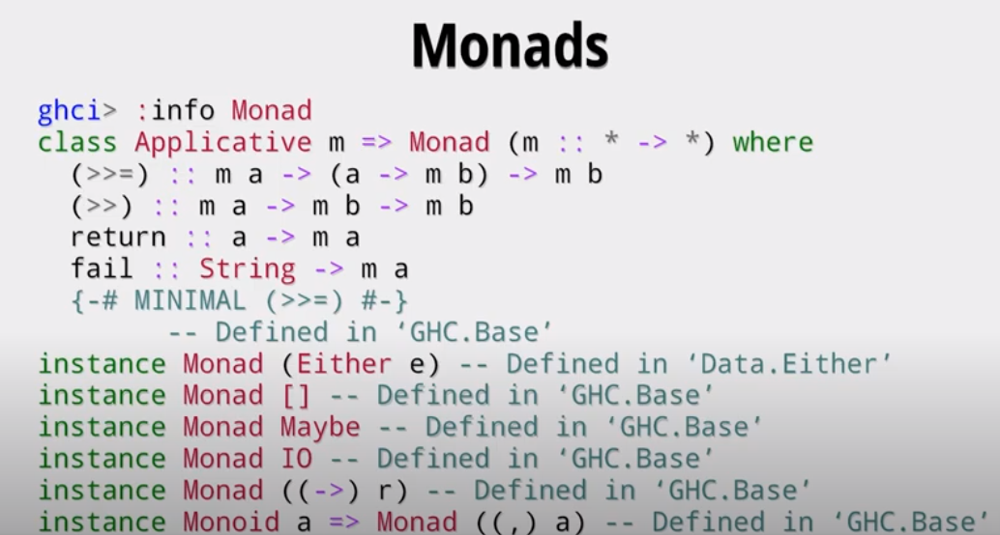 Monads
ghci> :info Monad
class Applicative m => Monad (m :: * -> *) where
  (>>=) :: m a -> (a -> m b) -> m b
  (>>) :: m a -> m b -> m b
  return :: a -> m a
  fail :: String -> m a
  {-# MINIMAL (>>=) #-}
        -- Defined in ‘GHC.Base’
instance Monad (Either e) -- Defined in ‘Data.Either’
instance Monad [] -- Defined in ‘GHC.Base’
instance Monad Maybe -- Defined in ‘GHC.Base’
instance Monad IO -- Defined in ‘GHC.Base’
instance Monad ((->) r) -- Defined in ‘GHC.Base’
instance Monoid a => Monad ((,) a) -- Defined in ‘GHC.Base’